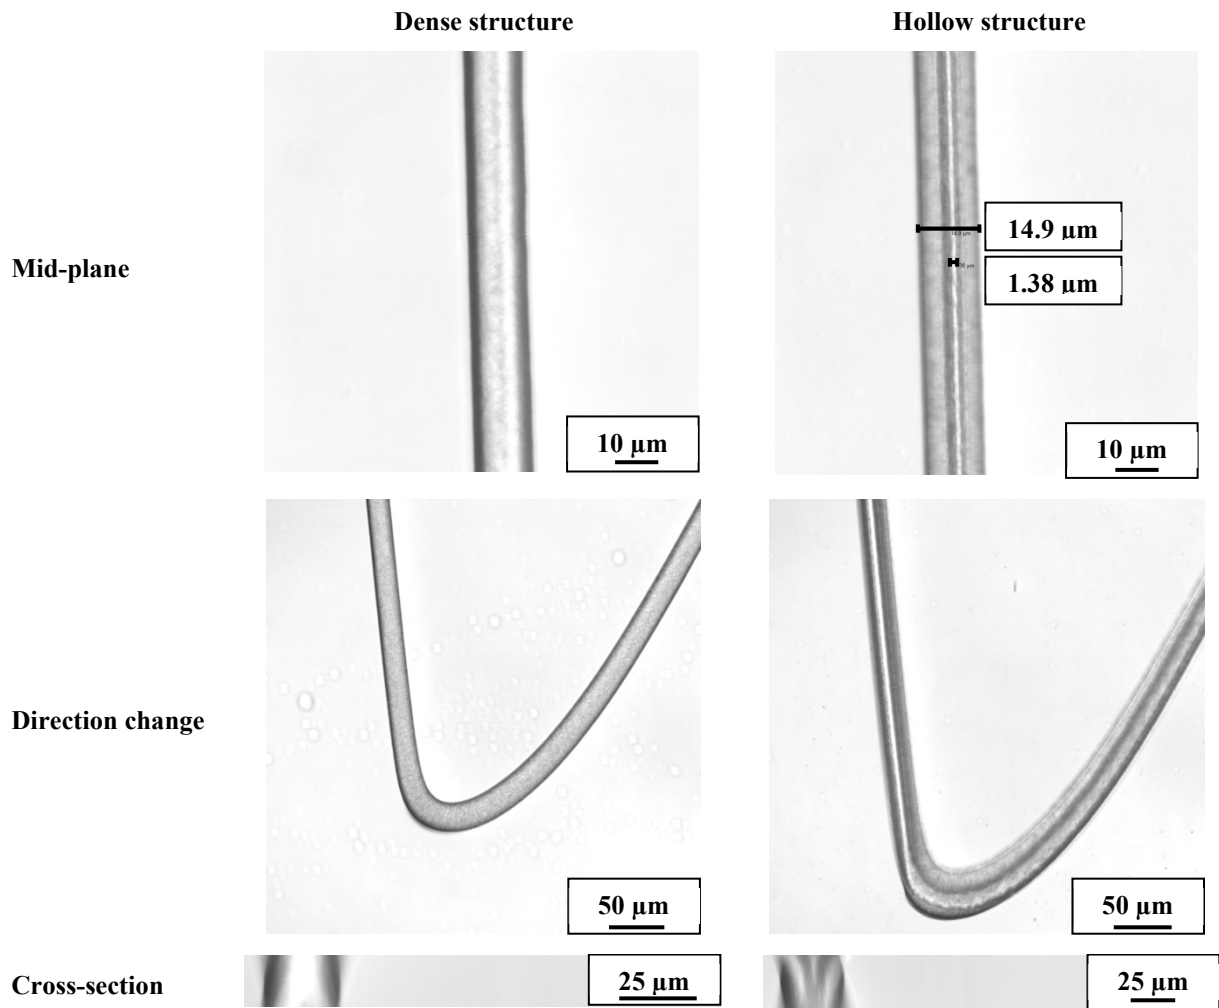 Dense structure
Hollow structure
Mid-plane
14.9 µm
1.38 µm
10 µm
10 µm
Direction change
50 µm
50 µm
Cross-section
25 µm
25 µm